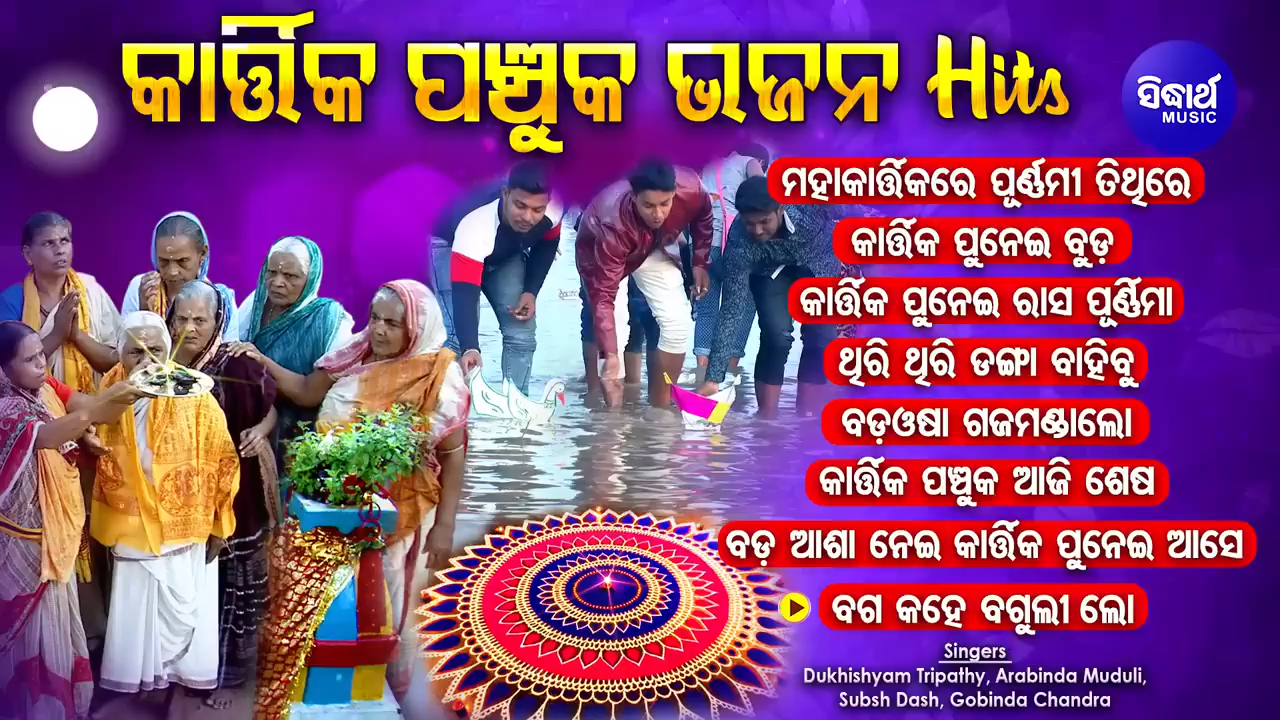 କାର୍ତ୍ତିକ ପଞ୍ଚୁକ ଭଜନ Hits
ସିଦ୍ଧାର୍ଥ
MUSIC
ମହାକାର୍ତ୍ତିକରେ ପୂର୍ଣ୍ଣମୀ ତିଥିରେ
କାର୍ତ୍ତିକ ପୁନେଇ ବୁଡ଼
କାର୍ତ୍ତିକ ପୁନେଇ ରାସ ପୂର୍ଣ୍ଣିମା
ଥିରି ଥିରି ଡଙ୍ଗା ବାହିବୁ
ବଡ଼ଓଷା ଗଜମଣ୍ଡାଲୋ
କାର୍ତ୍ତିକ ପଞ୍ଚୁକ ଆଜି ଶେଷ
ବଡ଼ ଆଶା ନେଇ କାର୍ତ୍ତିକ ପୁନେଇ ଆସେ
ବଗ କହେ ବଗୁଲୀ ଲୋ
Singers
Dukhishyam Tripathy, Arabinda Muduli,
Subsh Dash, Gobinda Chandra